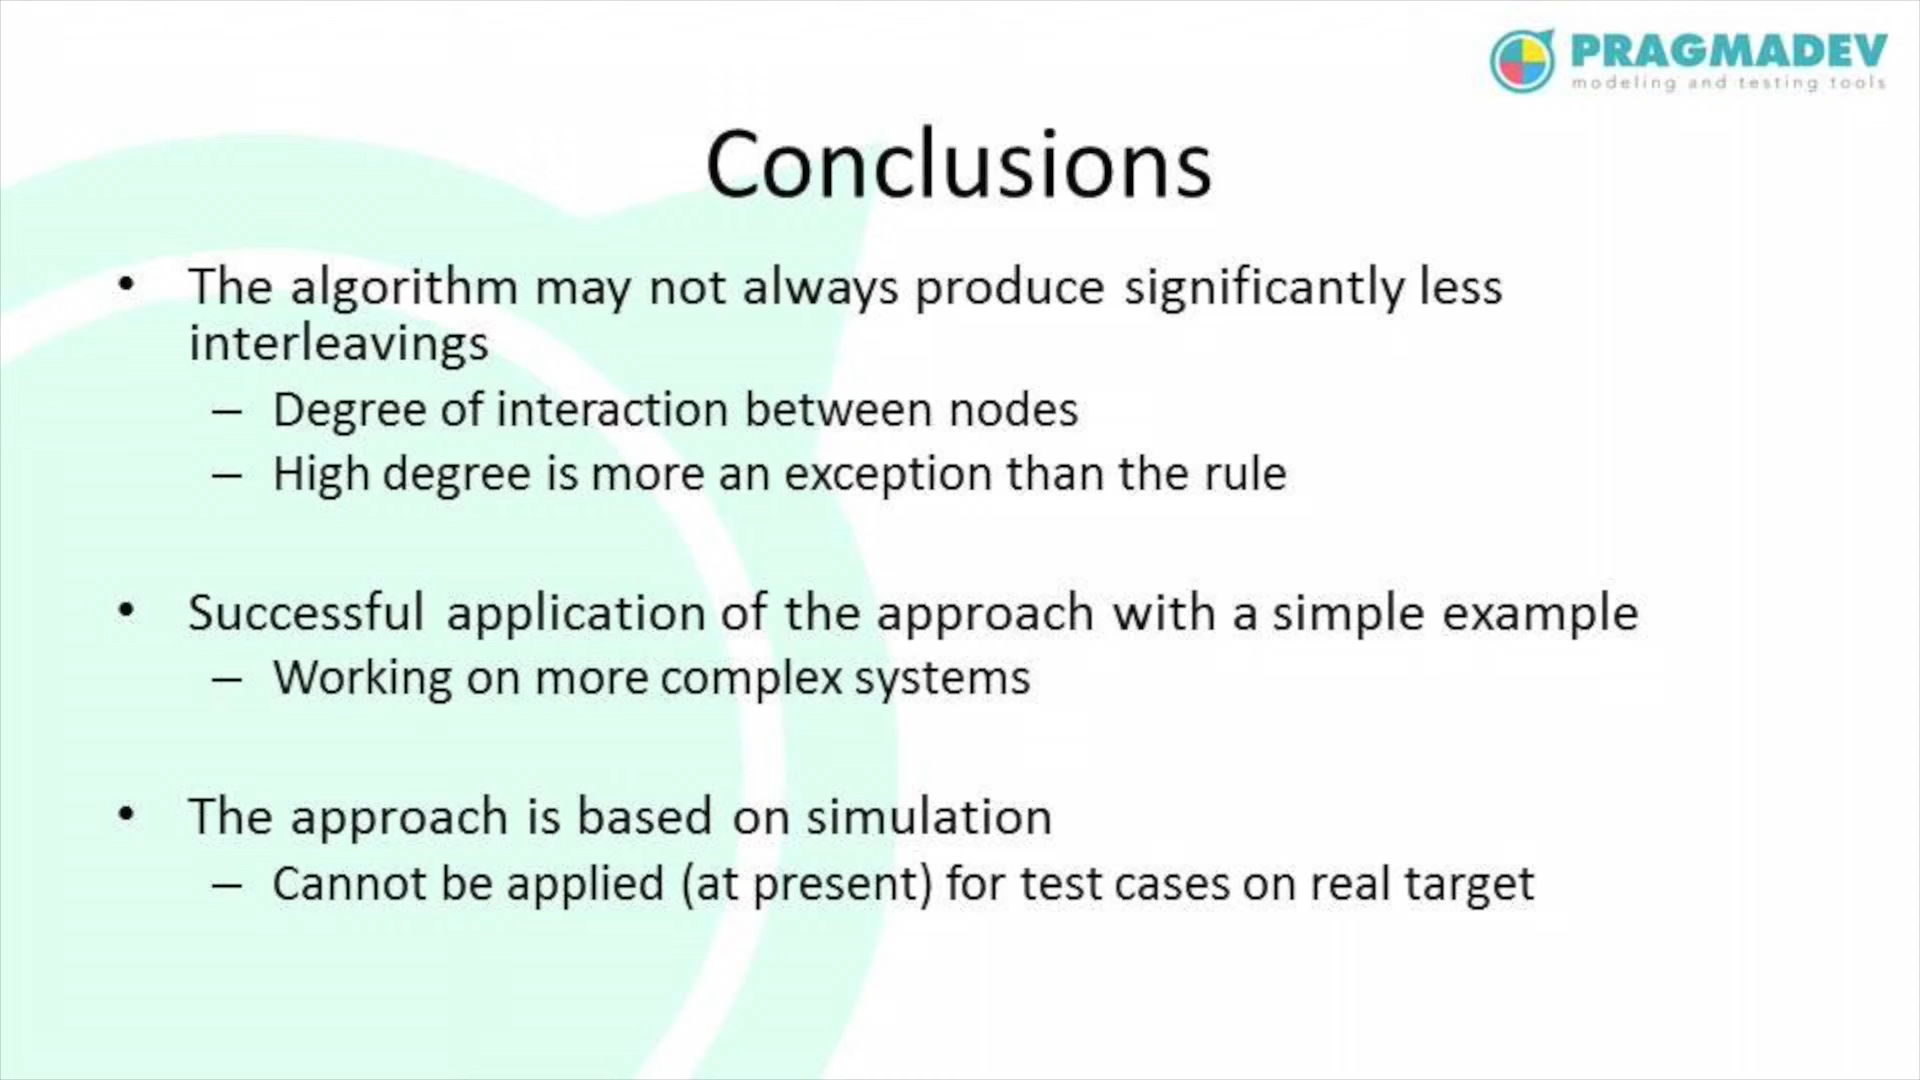 PRAGMADEV
modeling and testing tools
Conclusions
• The algorithm may not always produce significantly less
interleavings
– Degree of interaction between nodes
– High degree is more an exception than the rule
• Successful application of the approach with a simple example
– Working on more complex systems
• The approach is based on simulation
– Cannot be applied (at present) for test cases on real target